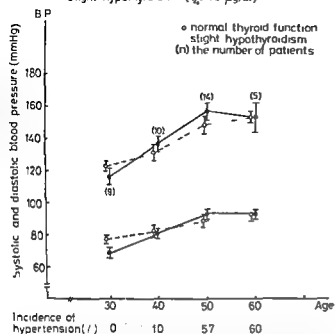 BP
• normal thyroid function
slight hypothyroidism
(n) the number of patients
Systolic and diastolic blood pressure (mmHg)
180
160
140
120
100
80
60
(9)
(10)
(14)
(5)
30 40 50 60 Age
Incidence of
hypertension(/) 0 10 57 60